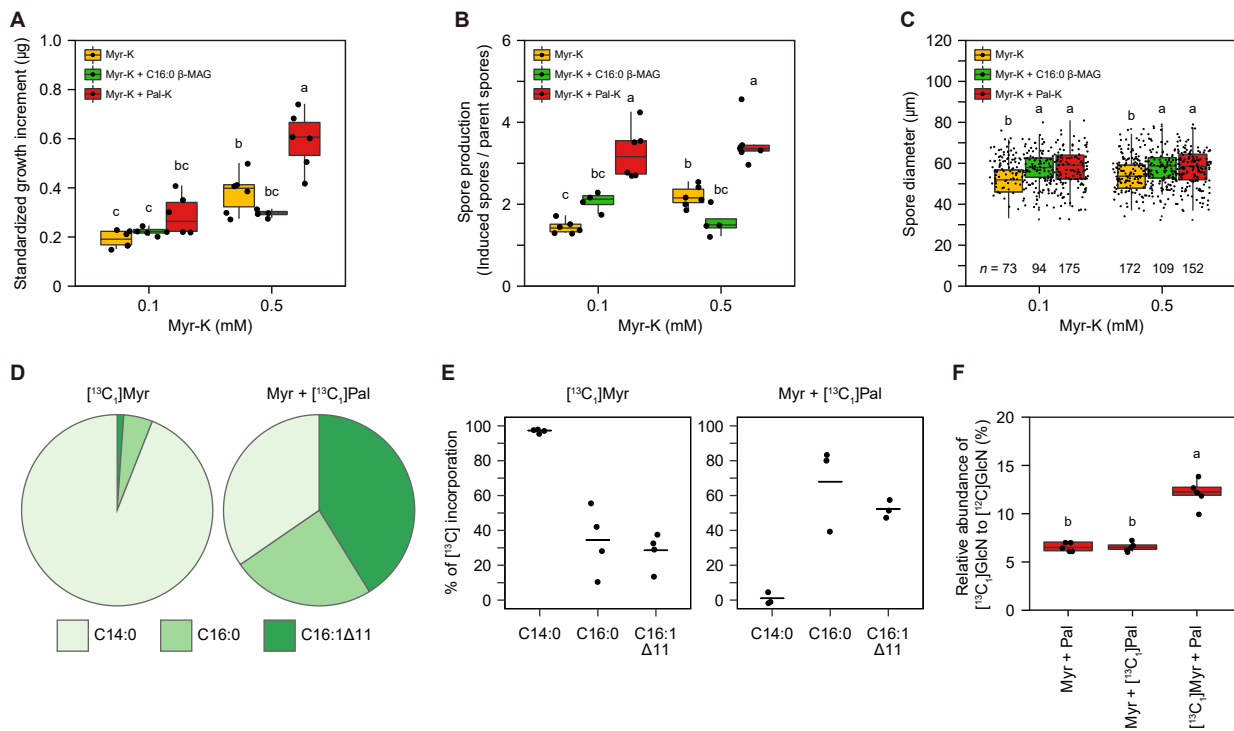 A
Standardized growth increment (µg)
1.0
0.8
0.6
0.4
0.2
0
Myr-K
Myr-K + C16:0 β-MAG
Myr-K + Pal-K
c
c
bc
b
bc
a
0.1
0.5
Myr-K (mM)
B
Spore production
(Induced spores / parent spores)
6
4
2
0
Myr-K
Myr-K + C16:0 β-MAG
Myr-K + Pal-K
c
bc
a
b
bc
a
0.1
0.5
Myr-K (mM)
C
Spore diameter (µm)
120
100
80
60
40
20
0
Myr-K
Myr-K + C16:0 β-MAG
Myr-K + Pal-K
b
a
a
b
a
a
n = 73
94
175
172
109
152
0.1
0.5
Myr-K (mM)
D
[¹³C₁]Myr
Myr + [¹³C₁]Pal
C14:0
C16:0
C16:1Δ11
E
[¹³C₁]Myr
Myr + [¹³C₁]Pal
% of [¹³C] incorporation
100
80
60
40
20
0
C14:0
C16:0
C16:1
Δ11
100
80
60
40
20
0
C14:0
C16:0
C16:1
Δ11
F
Relative abundance of
[¹³C₁]GlcN to [¹²C]GlcN (%)
20
15
10
5
0
b
b
a
Myr + Pal
Myr + [¹³C₁]Pal
[¹³C₁]Myr + Pal